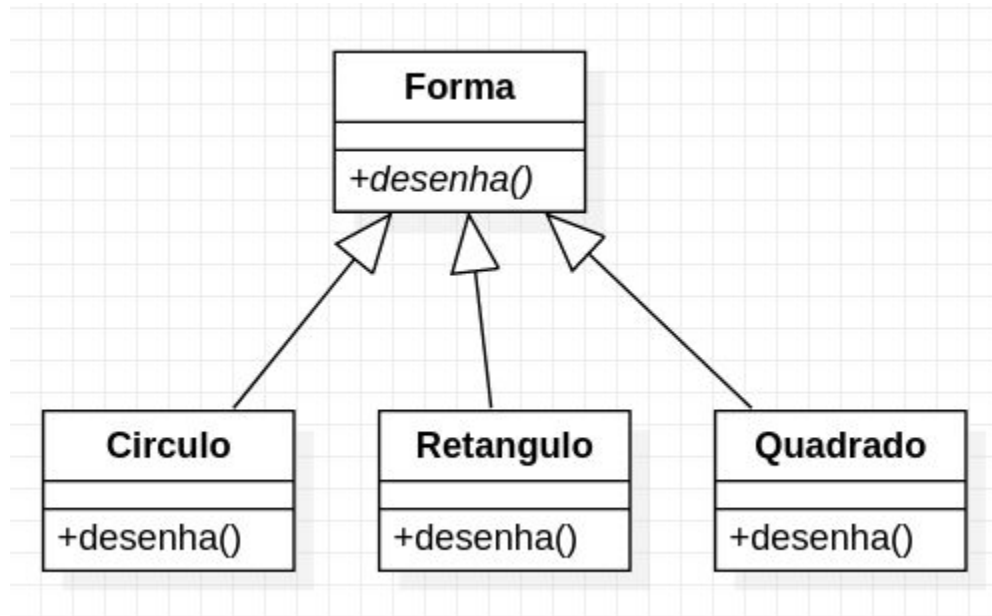 Forma
+desenha()
Circulo
+desenha()
Retangulo
+desenha()
Quadrado
+desenha()